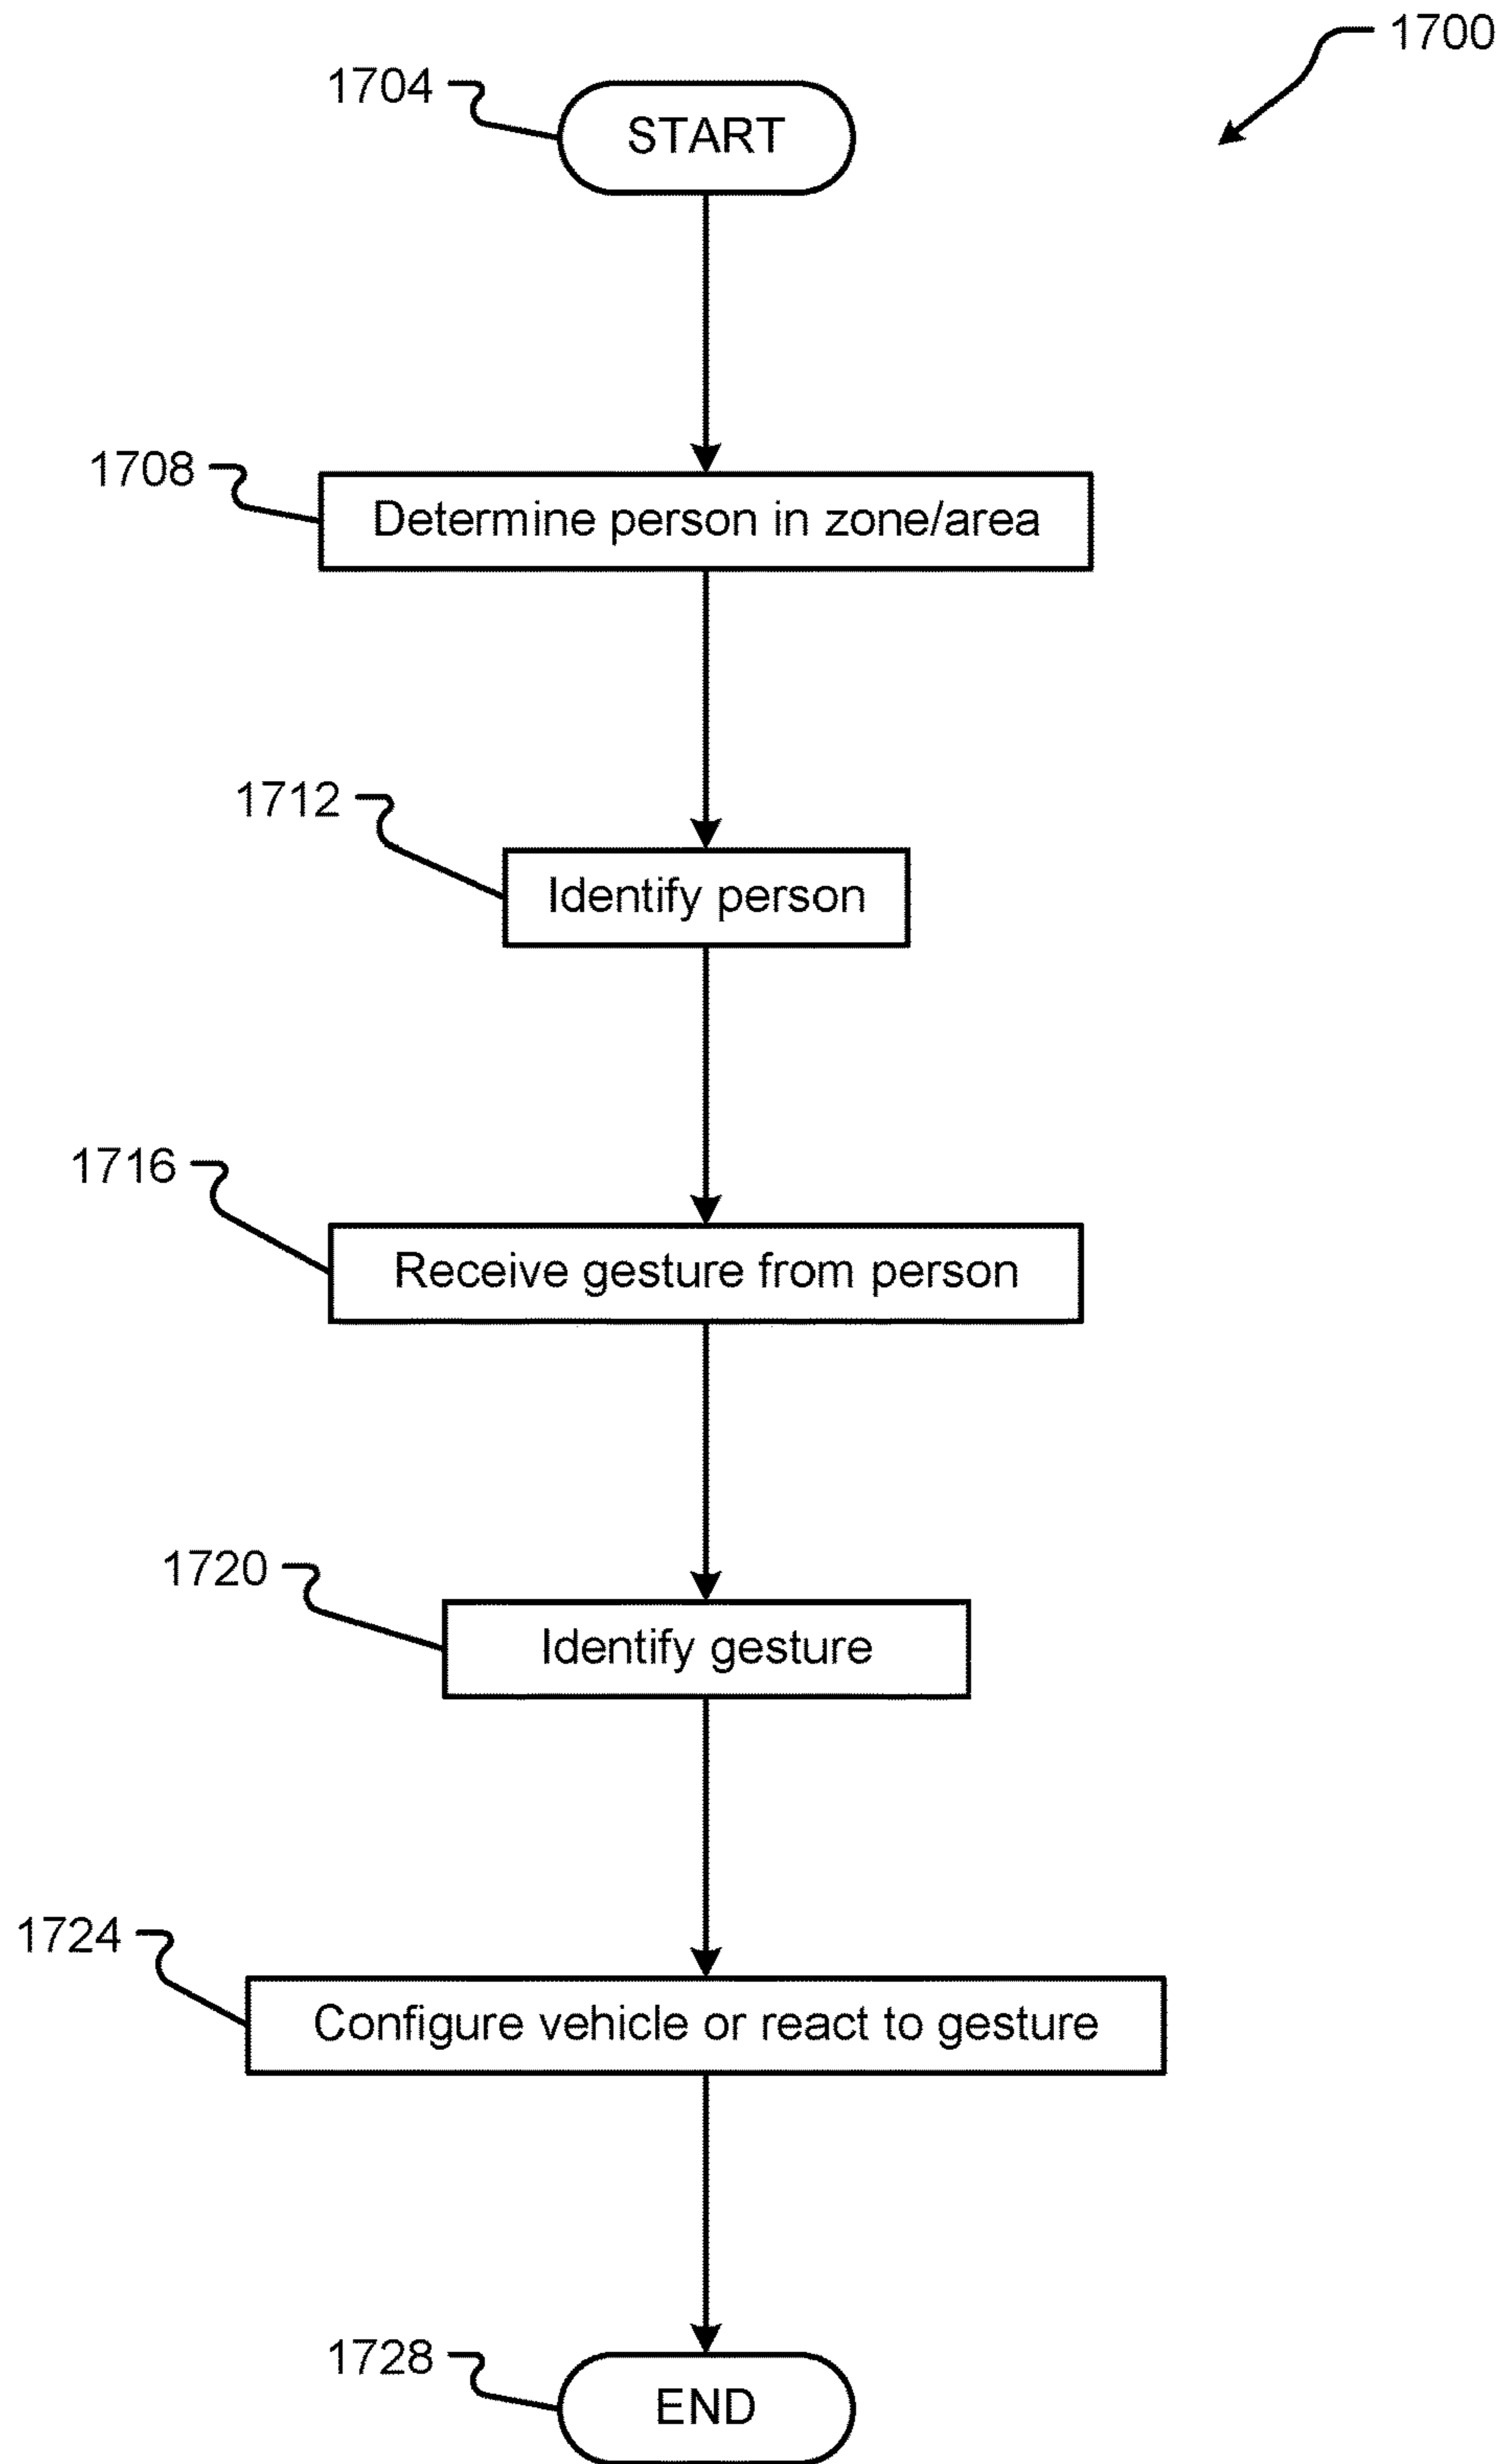 1700
1704
START
1708
Determine person in zone/area
1712
Identify person
1716
Receive gesture from person
1720
Identify gesture
1724
Configure vehicle or react to gesture
1728
END